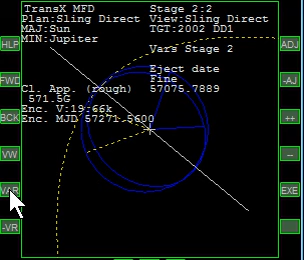 TransX MFD Stage 2:2
Plan:Sling Direct View:Sling Direct
MAJ:Sun TGT:2002 DD1
MIN:Jupiter
Vars Stage 2
Eject date
Fine
Cl. App. (rough) 57075.7889
571.5G
Enc. V:19.66k
Enc. MJD 57271.5600
HLP
FWD
BCK
VW
VAR
-VR
ADJ
-AJ
++
--
EXE